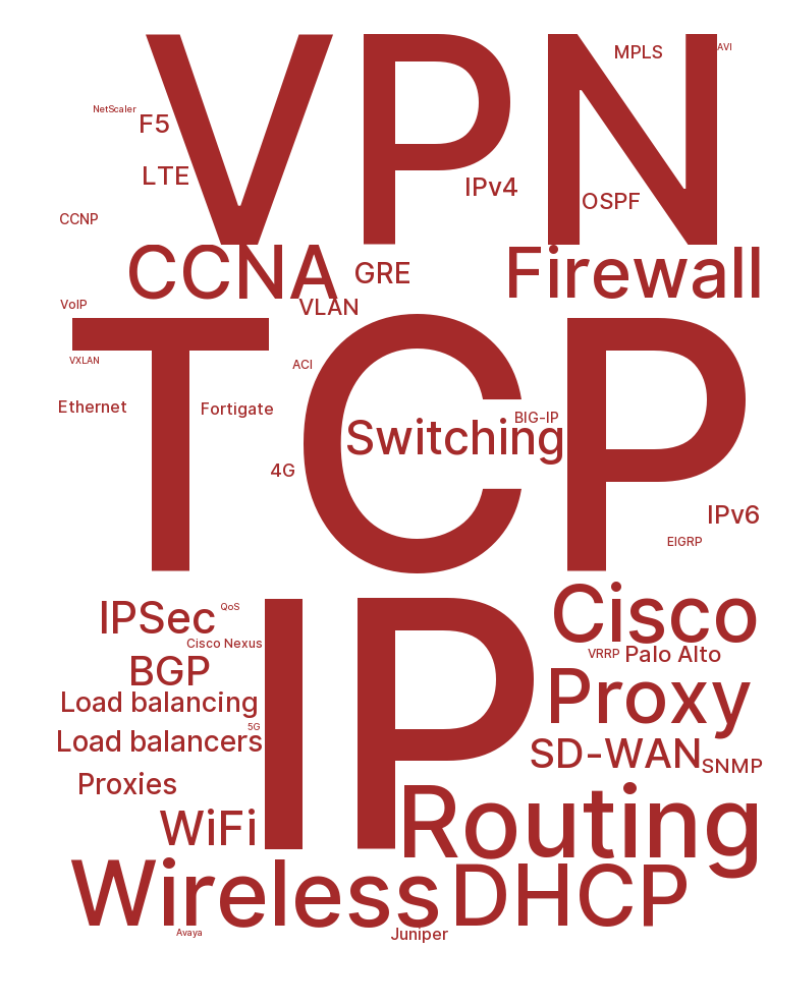 VPN
MPLS
AVI
NetScaler
F5
LTE
IPv4
OSPF
CCNP
CCNA
GRE
Firewall
VoIP
VLAN
TCP
VXLAN
ACI
Ethernet
Fortigate
BIG-IP
Switching
4G
IPv6
EIGRP
IP
IPSec
QoS
Cisco
Cisco Nexus
VRRP
Palo Alto
BGP
Load balancing
Proxy
5G
Load balancers
SD-WAN
SNMP
Proxies
WiFi
Routing
Wireless
DHCP
Avaya
Juniper